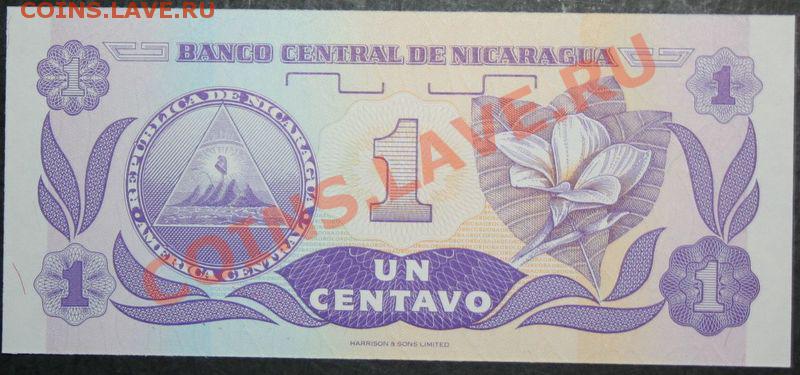 COINS.LAVE.RU
BANCO CENTRAL DE NICARAGUA
1
1
REPUBLICA DE NICARAGUA
AMERICA CENTRAL
1
COINS.LAVE.RU
1
UN
CENTAVO
1
HARRISON & SONS LIMITED